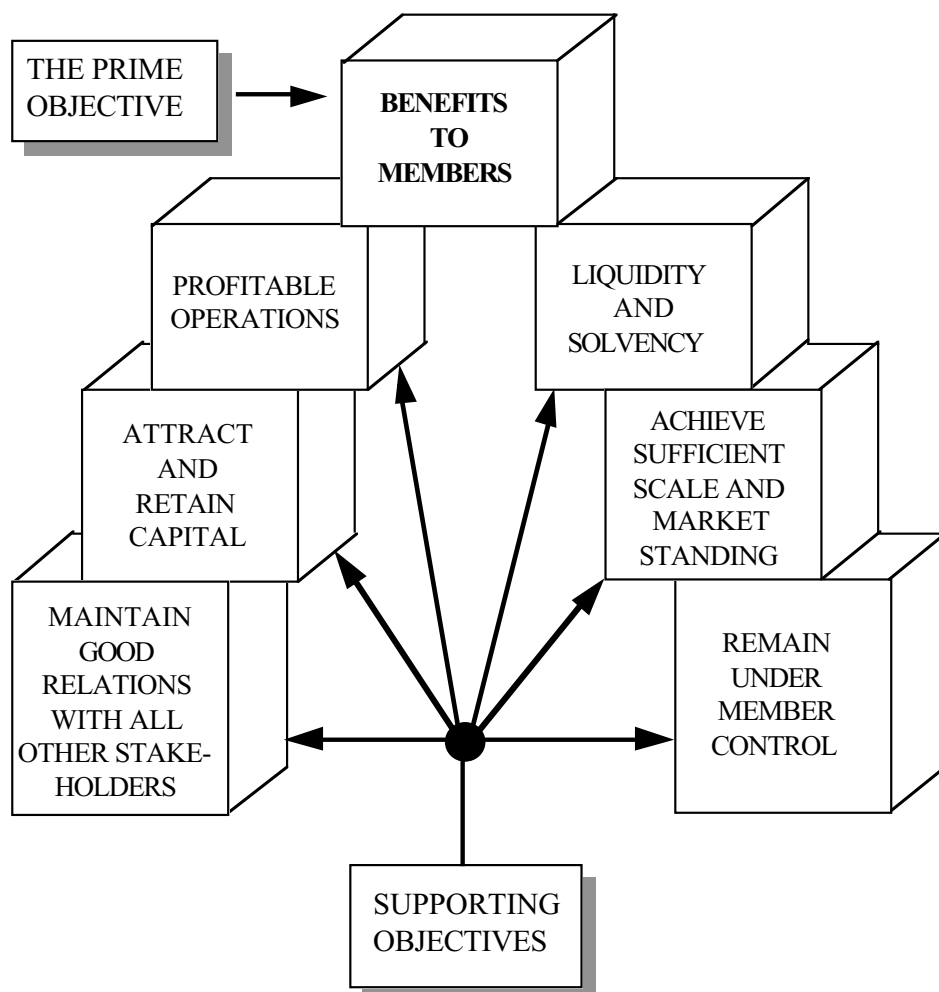 THE PRIME
OBJECTIVE
BENEFITS
TO
MEMBERS
PROFITABLE
OPERATIONS
LIQUIDITY
AND
SOLVENCY
ATTRACT
AND
RETAIN
CAPITAL
ACHIEVE
SUFFICIENT
SCALE AND
MARKET
STANDING
MAINTAIN
GOOD
RELATIONS
WITH ALL
OTHER STAKE-
HOLDERS
REMAIN
UNDER
MEMBER
CONTROL
SUPPORTING
OBJECTIVES